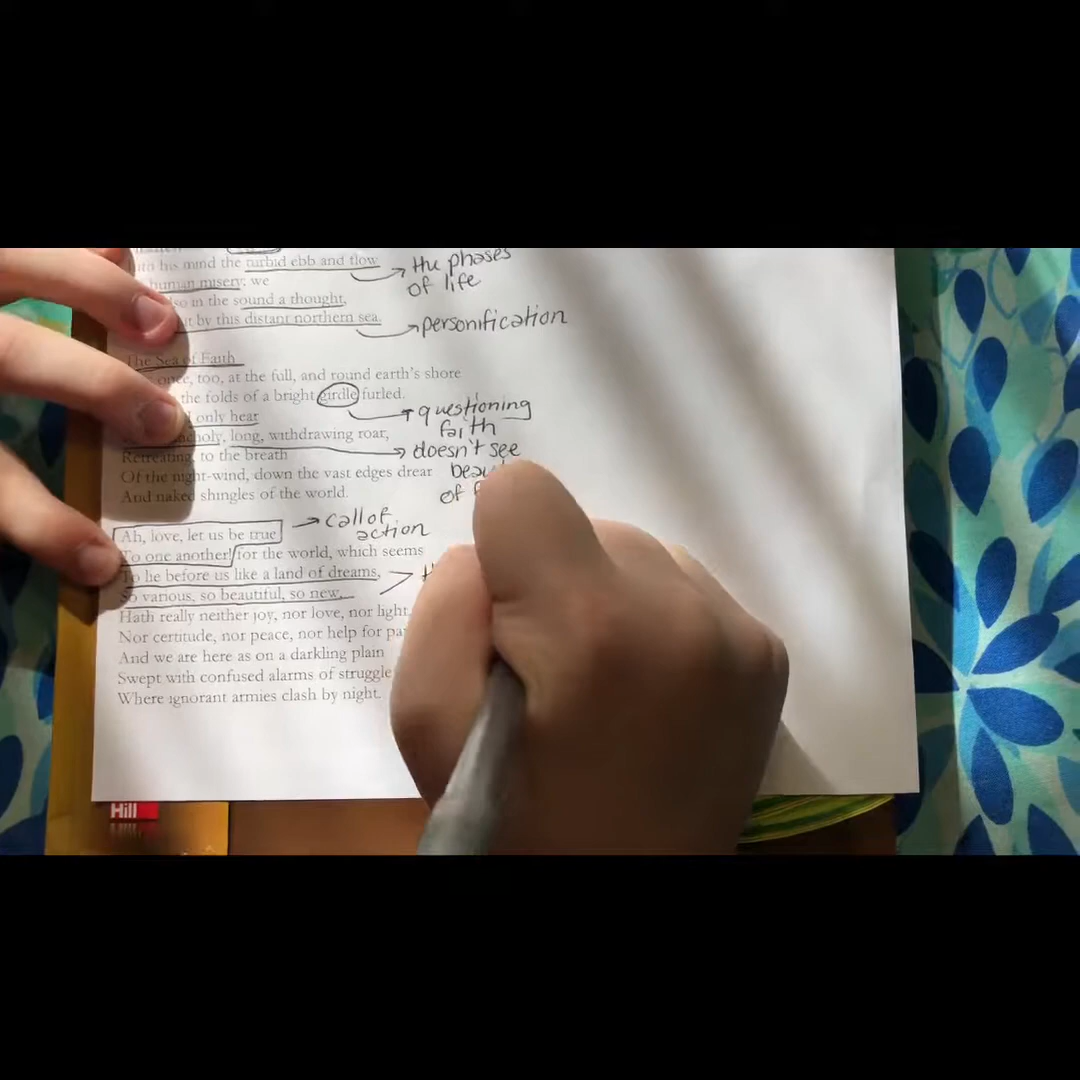 his mind the turbid ebb and flow
human misery; we
in the sound a thought,
by this distant northern sea.
the phases
of life
personification
The Sea of Faith
once, too, at the full, and round earth's shore
the folds of a bright girdle furled.
only hear
long, withdrawing roar,
Retreating, to the breath
Of the night-wind, down the vast edges drear
And naked shingles of the world.
questioning
faith
doesn't see
of
Ah, love, let us be true
To one another! for the world, which seems
To lie before us like a land of dreams,
So various, so beautiful, so new,
Hath really neither joy, nor love, nor light,
Nor certitude, nor peace, nor help for
And we are here as on a darkling plain
Swept with confused alarms of struggle
Where ignorant armies clash by night.
call of
action
Hill